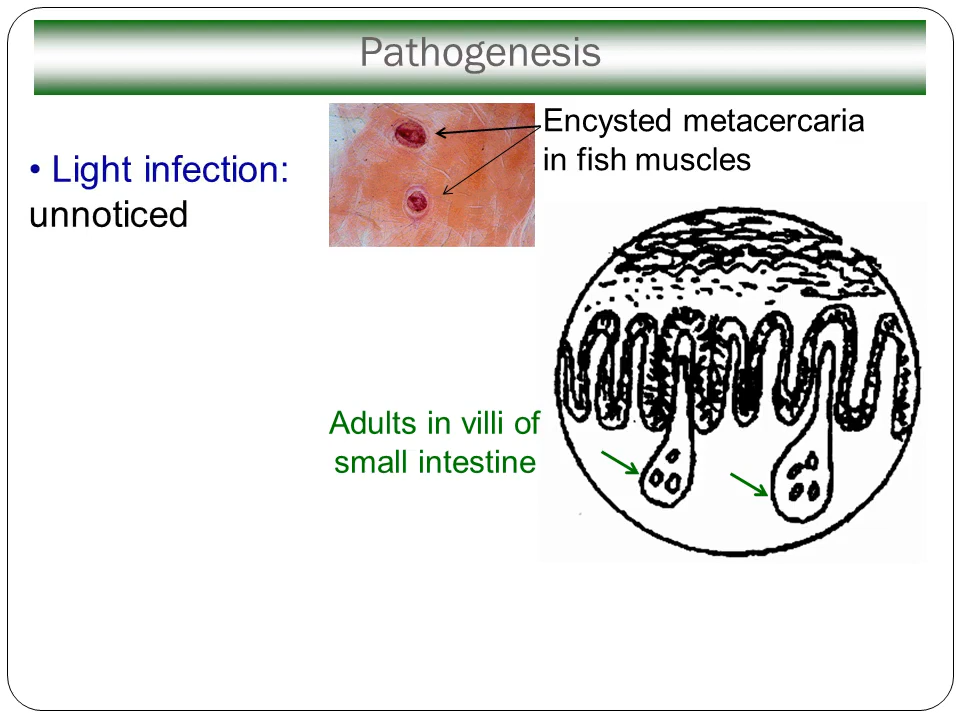 Pathogenesis
Encysted metacercaria
in fish muscles
• Light infection:
unnoticed
Adults in villi of
small intestine